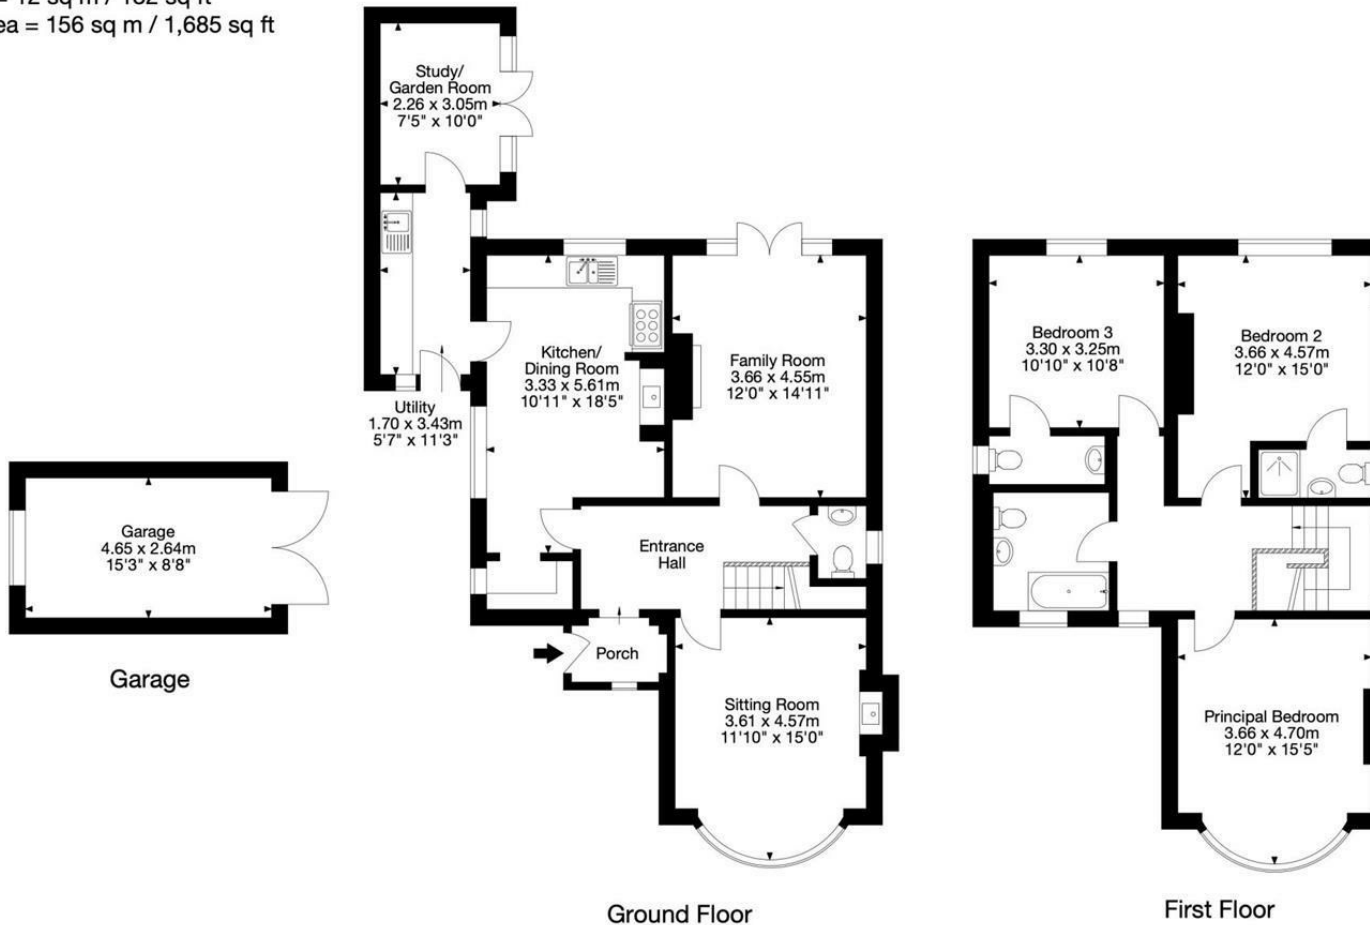 = 12 sq m / 132 sq ft
ea = 156 sq m / 1,685 sq ft
Study/
Garden Room
2.26 x 3.05m
7'5" x 10'0"
Utility
1.70 x 3.43m
5'7" x 11'3"
Kitchen/
Dining Room
3.33 x 5.61m
10'11" x 18'5"
Family Room
3.66 x 4.55m
12'0" x 14'11"
Entrance
Hall
Porch
Sitting Room
3.61 x 4.57m
11'10" x 15'0"
Ground Floor
Garage
4.65 x 2.64m
15'3" x 8'8"
Garage
Bedroom 3
3.30 x 3.25m
10'10" x 10'8"
Bedroom 2
3.66 x 4.57m
12'0" x 15'0"
Principal Bedroom
3.66 x 4.70m
12'0" x 15'5"
First Floor